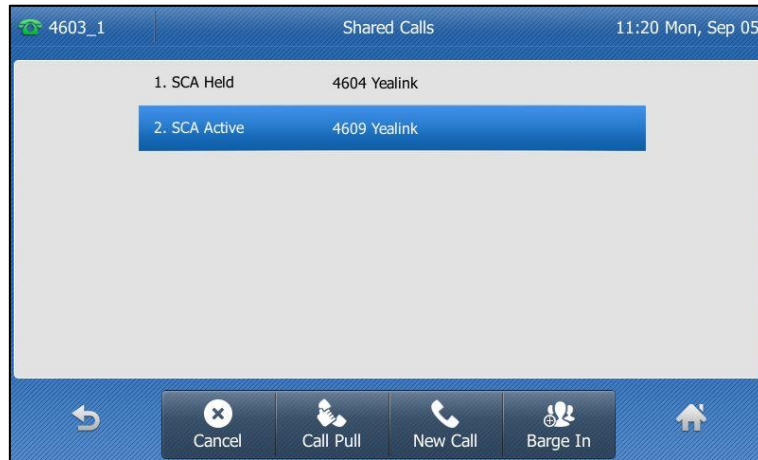 4603_1 Shared Calls 11:20 Mon, Sep 05
1. SCA Held 4604 Yealink
2. SCA Active 4609 Yealink
Cancel Call Pull New Call Barge In